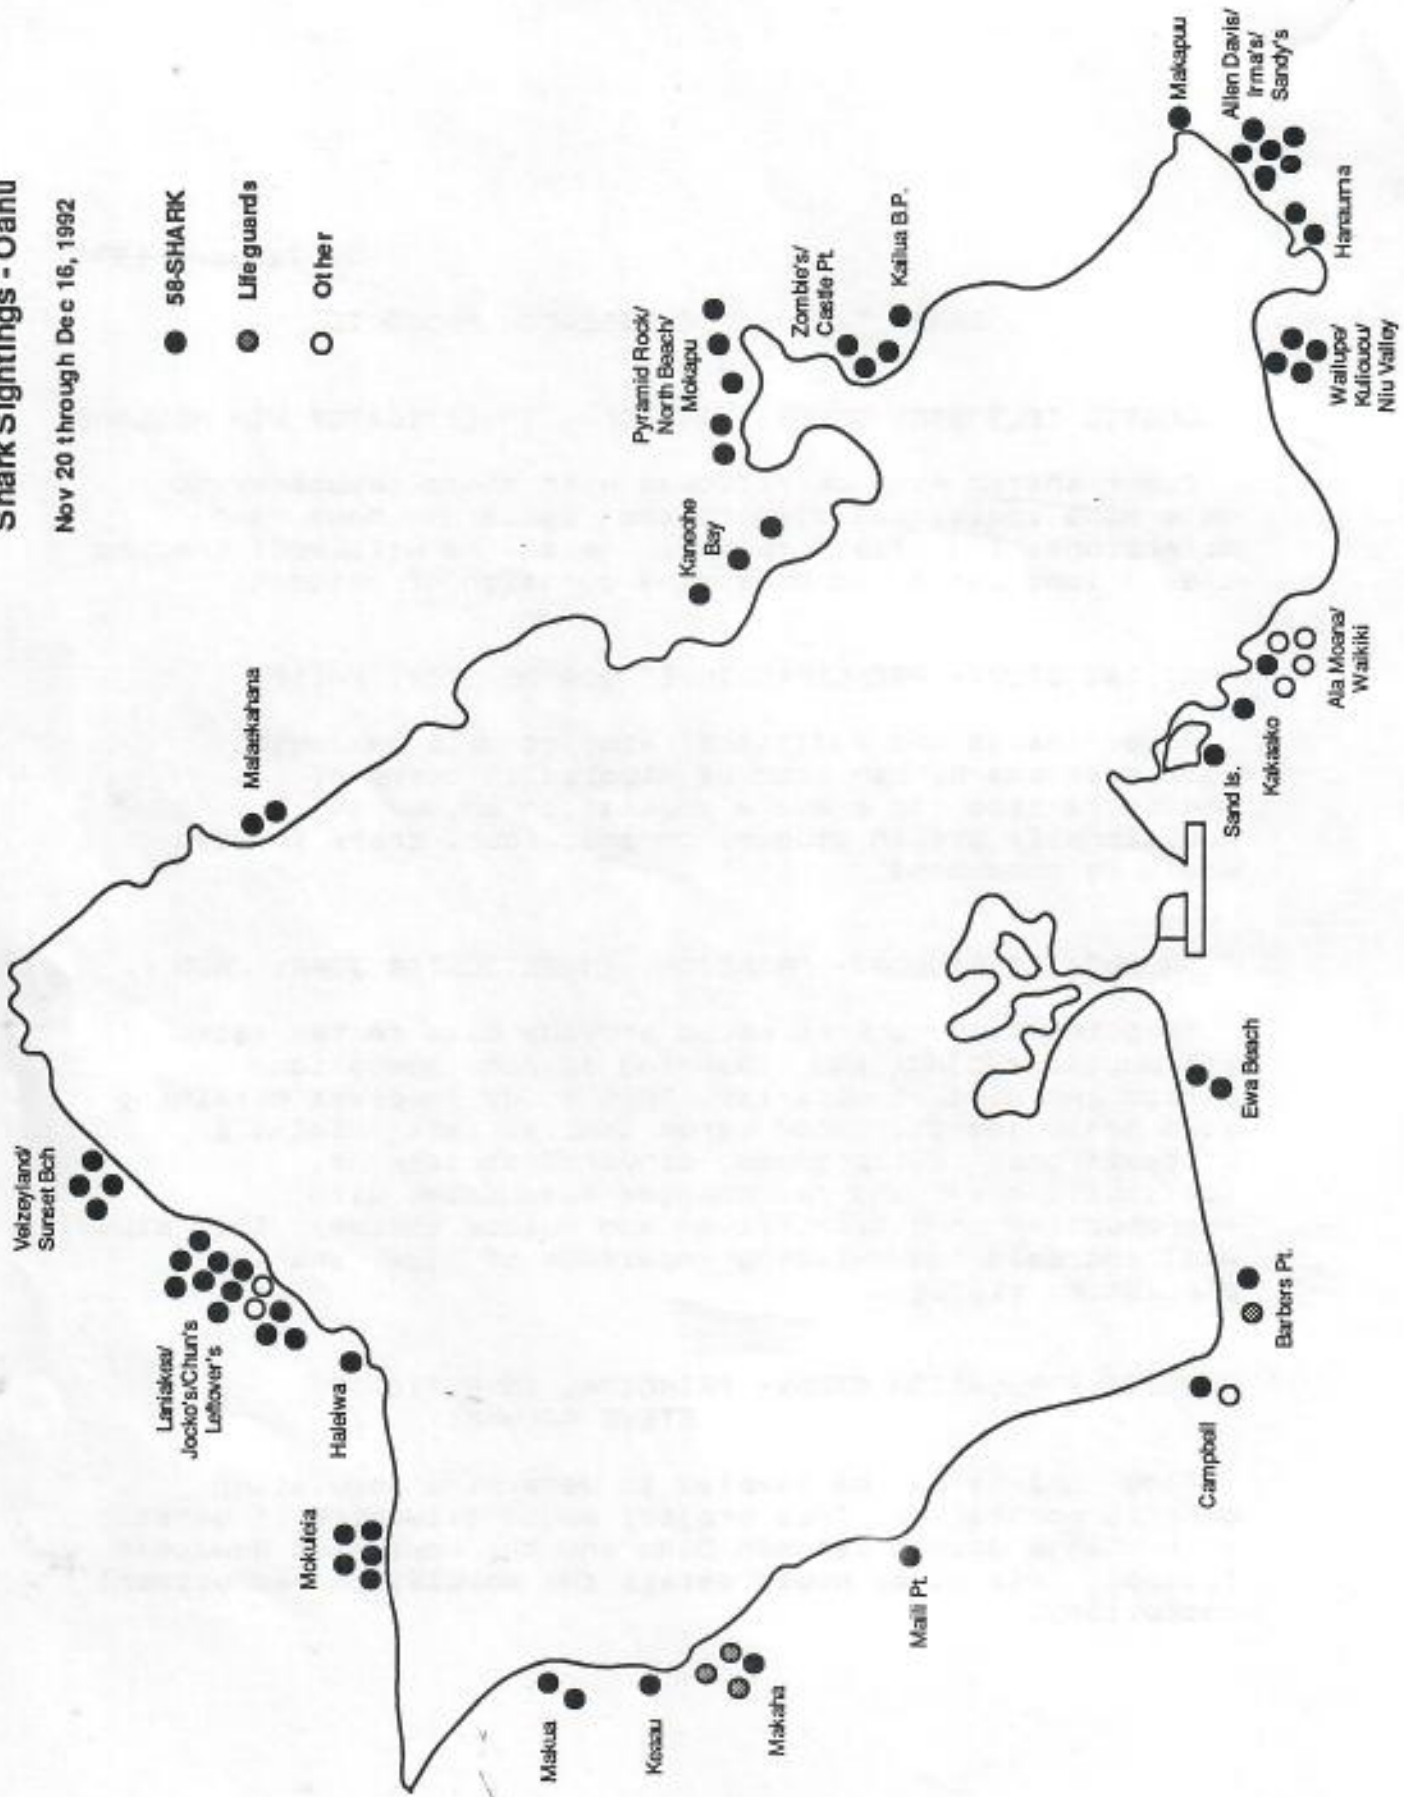 Shark Sightings - Oahu
Nov 20 through Dec 16, 1992
58-SHARK
Lifeguards
Other
Velzeyland/
Sunset Bch
Laniakea/
Jocko's/Chun's
Leftover's
Haleiwa
Mokuleia
Makua
Keaau
Makaha
Maili Pt.
Campbell
Barbers Pt.
Ewa Beach
Sand Is.
Kakaako
Ala Moana/
Waikiki
Wailupe/
Kuliouou/
Niu Valley
Hanauma
Allen Davis/
Irma's/
Sandy's
Makapuu
Kailua B.P.
Zombie's/
Castle Pt.
Pyramid Rock/
North Beach/
Mokapu
Kaneohe
Bay
Malaekahana